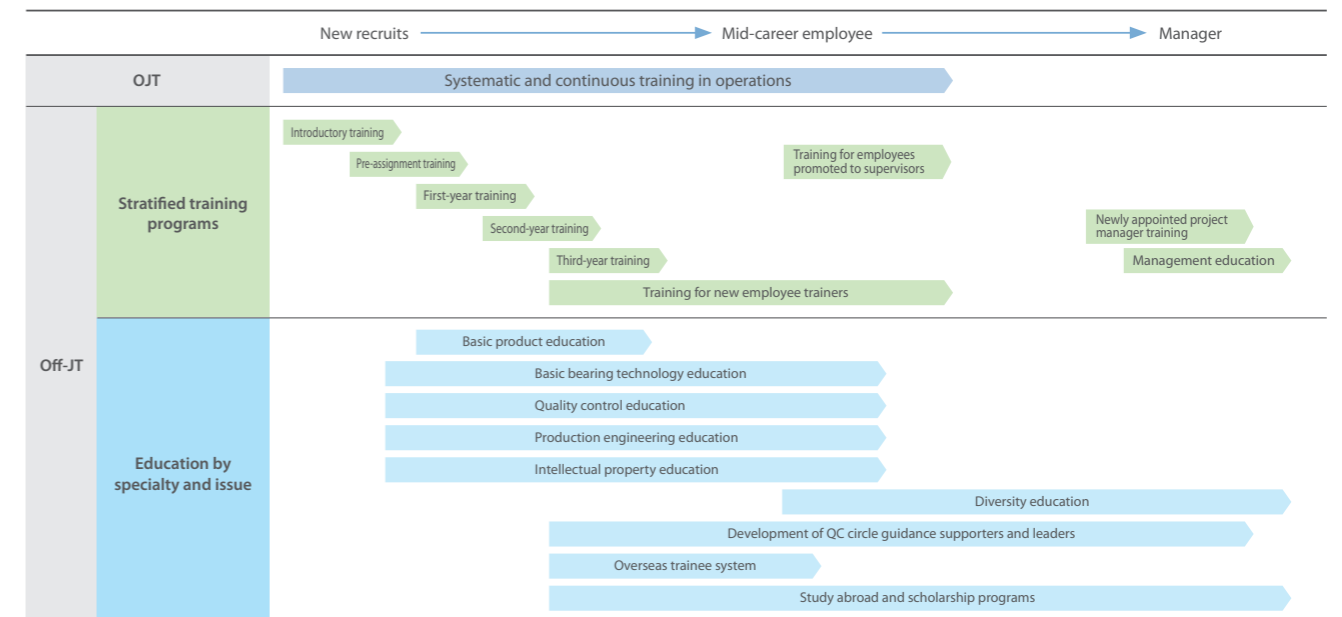 New recruits
Mid-career employee
Manager
OJT
Systematic and continuous training in operations
Off-JT
Stratified training
programs
Introductory training
Pre-assignment training
First-year training
Second-year training
Third-year training
Training for new employee trainers
Training for employees
promoted to supervisors
Newly appointed project
manager training
Management education
Education by
specialty and issue
Basic product education
Basic bearing technology education
Quality control education
Production engineering education
Intellectual property education
Diversity education
Development of QC circle guidance supporters and leaders
Overseas trainee system
Study abroad and scholarship programs